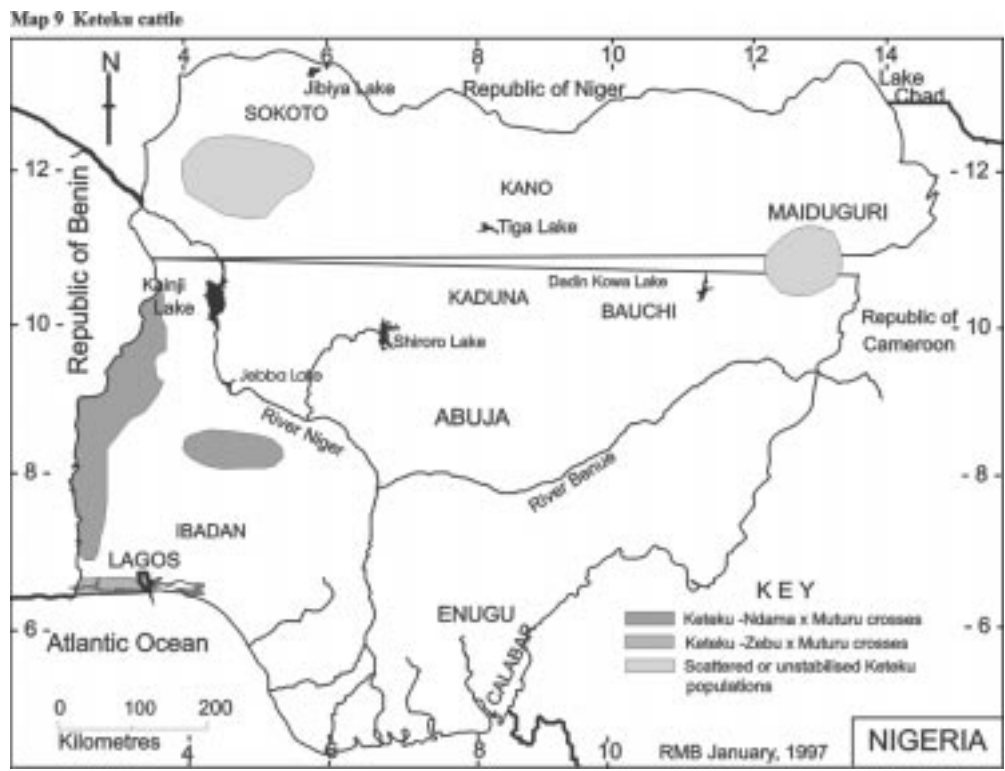 Map 9 Keteku cattle
4
6
8
10
12
14
N
Jibiya Lake
Republic of Niger
Lake
Chad
SOKOTO
12 -
- 12
KANO
Tiga Lake
MAIDUGURI
Republic of Benin
Kainji
Lake
KADUNA
Dadin Kowa Lake
BAUCHI
10 -
- 10
Shiroro Lake
Republic of
Cameroon
Jebba Lake
River Niger
ABUJA
8 -
- 8
River Benue
IBADAN
LAGOS
KEY
Keteku -Ndama x Muturu crosses
Keteku -Zebu x Muturu crosses
Scattered or unstabilised Keteku
populations
6 -
- 6
Atlantic Ocean
ENUGU
CALABAR
0 100 200
Kilometres
4
6
8
10
RMB January, 1997
NIGERIA